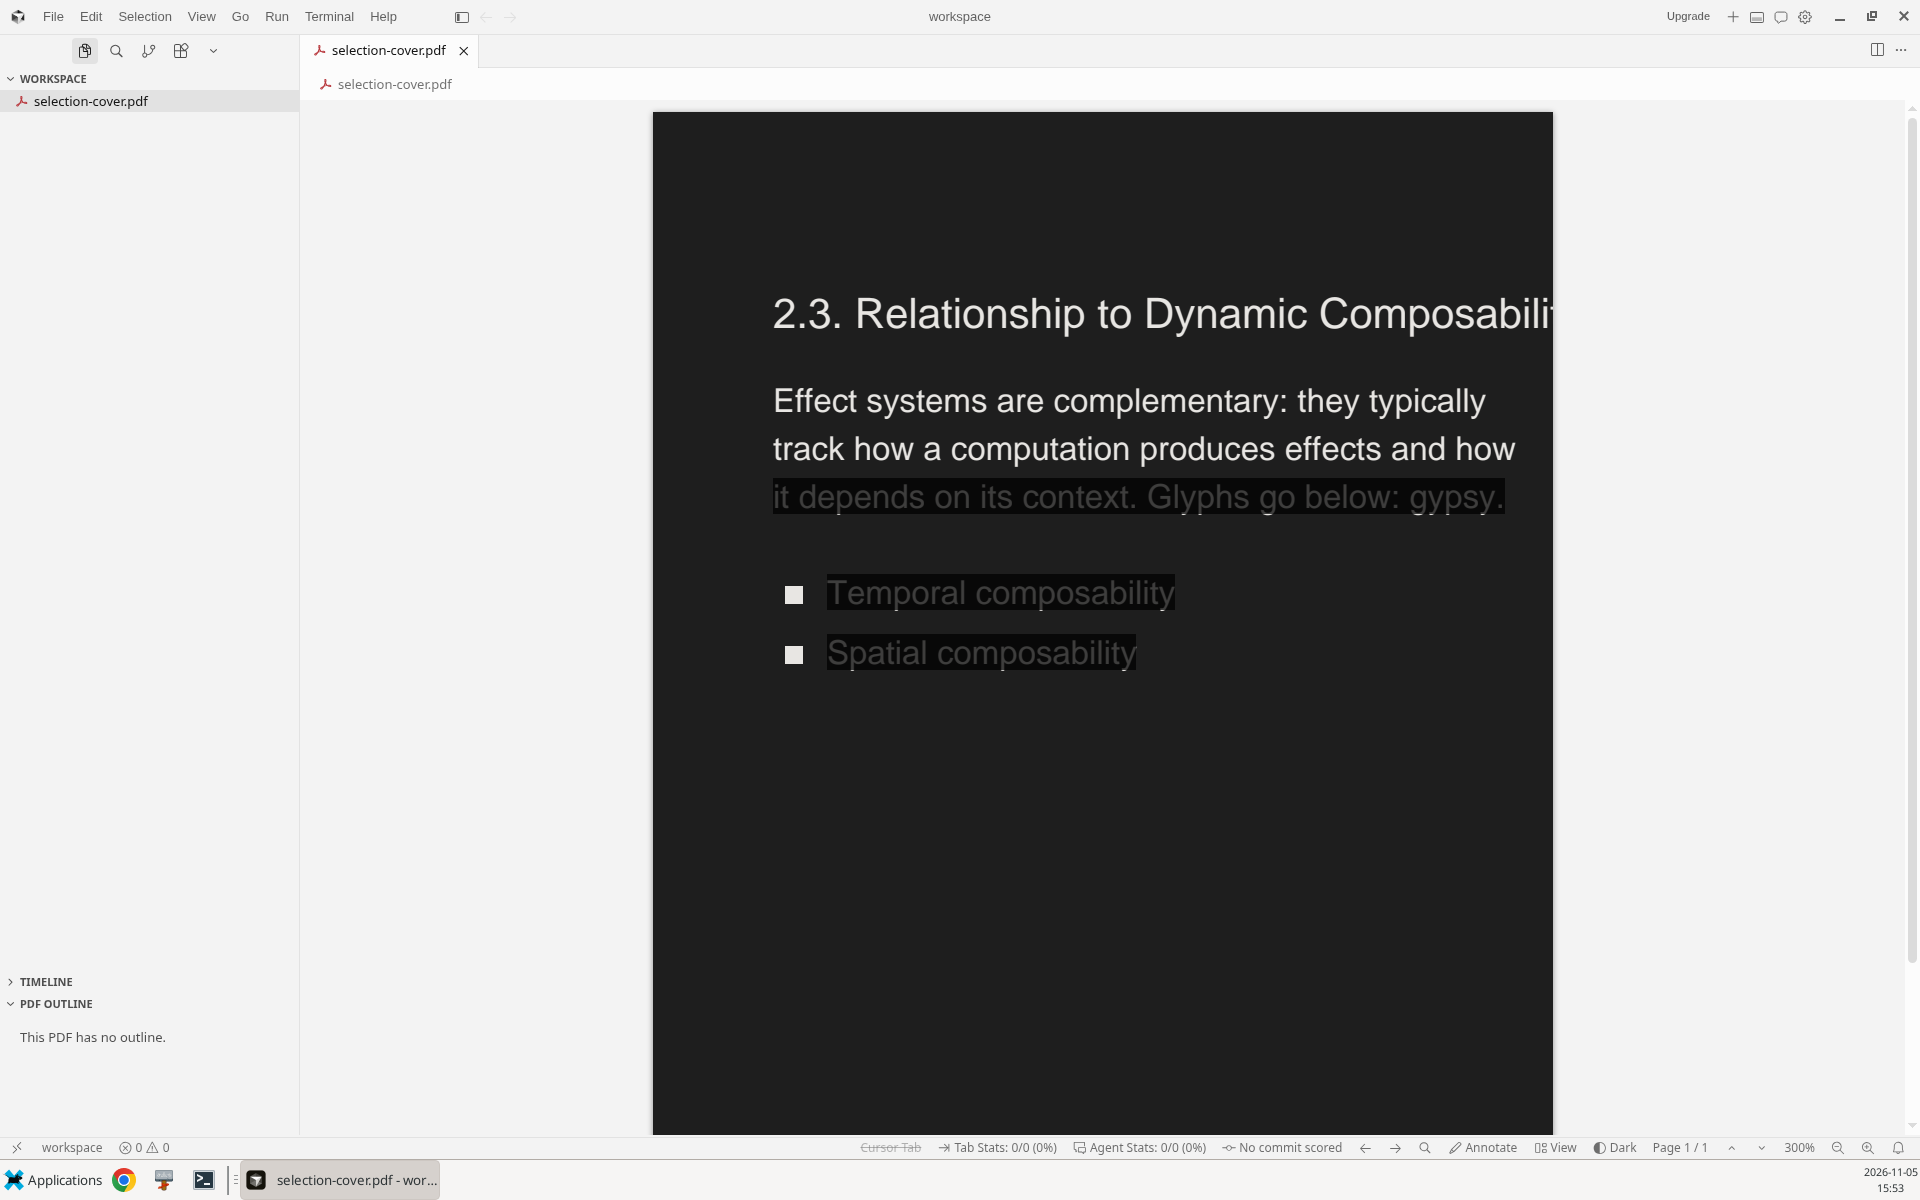 File Edit Selection View Go Run Terminal Help
workspace
Upgrade
selection-cover.pdf
WORKSPACE
selection-cover.pdf
selection-cover.pdf
2.3. Relationship to Dynamic Composabilit
Effect systems are complementary: they typically
track how a computation produces effects and how
it depends on its context. Glyphs go below: gypsy.
Temporal composability
Spatial composability
TIMELINE
PDF OUTLINE
This PDF has no outline.
workspace 0 0 Cursor Tab Tab Stats: 0/0 (0%) Agent Stats: 0/0 (0%) No commit scored Annotate View Dark Page 1 / 1 300%
Applications selection-cover.pdf - wor...
2026-11-05
15:53